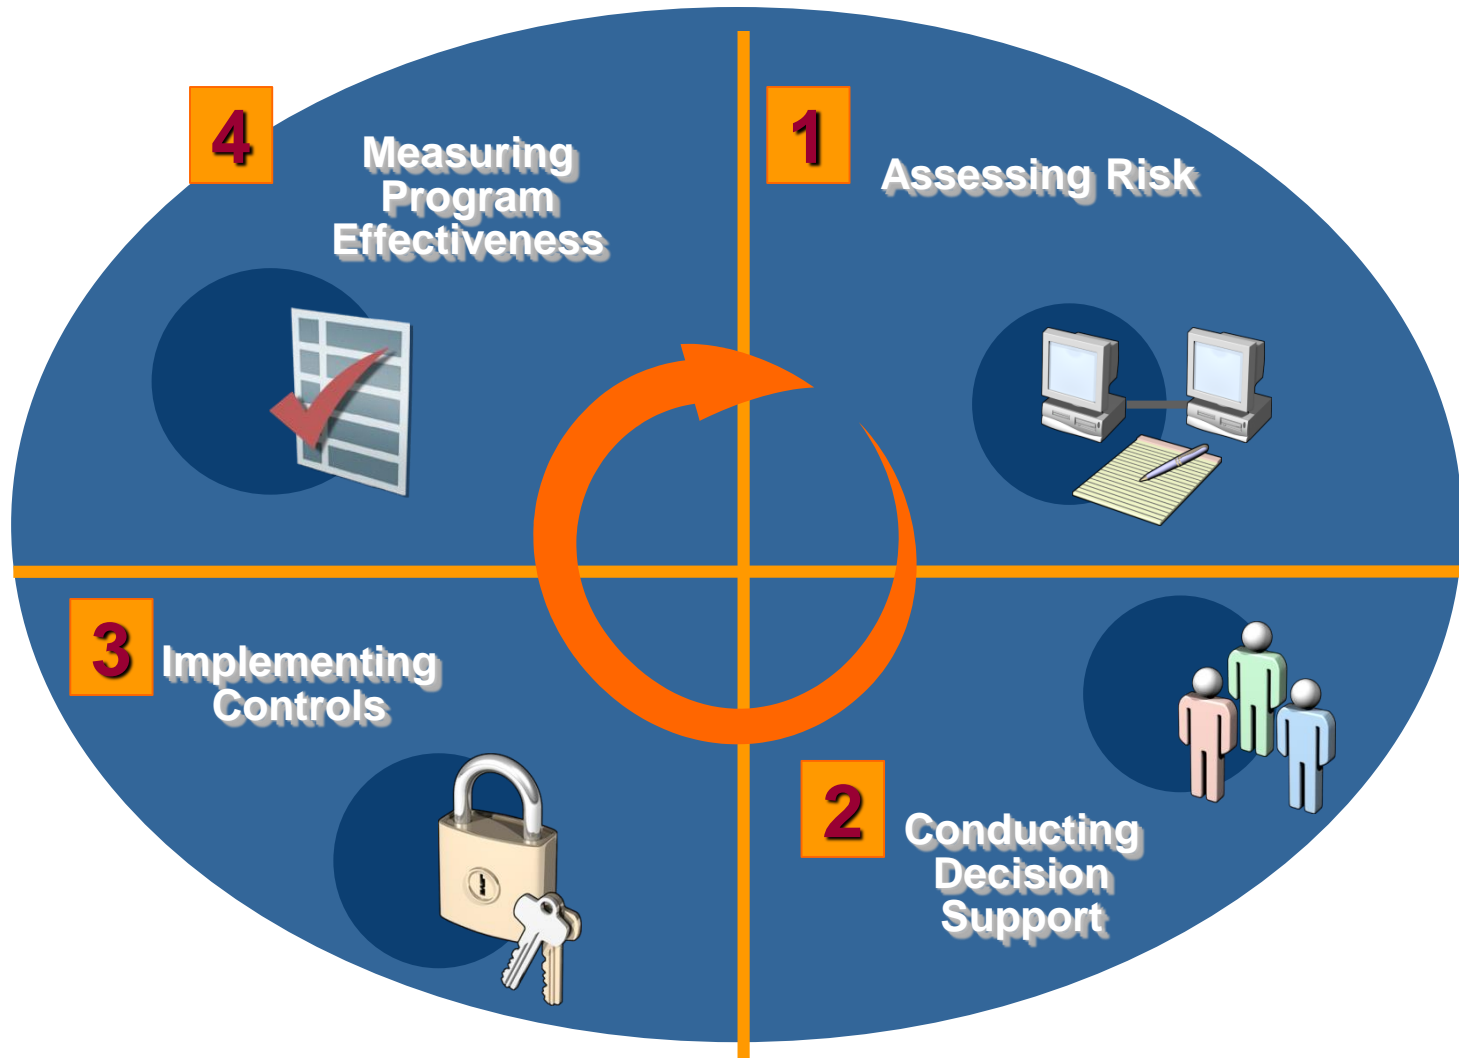 1
Assessing Risk
2
Conducting
Decision
Support
3
Implementing
Controls
4
Measuring
Program
Effectiveness